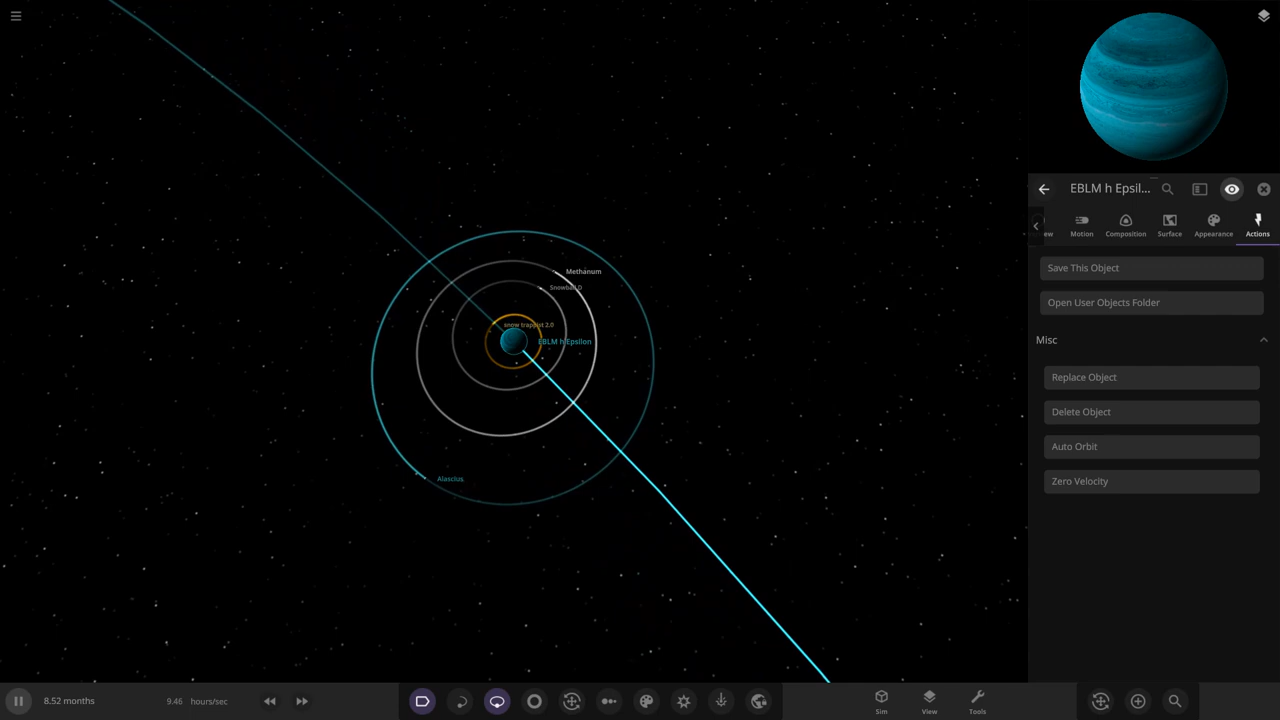 EBLM h Epsil...
ew
Motion
Composition
Surface
Appearance
Actions
Save This Object
Open User Objects Folder
Misc
Replace Object
Delete Object
Auto Orbit
Zero Velocity
Methanum
Snowball D
snow trappist 2.0
EBLM h Epsilon
Alascius
8.52 months
9.46 hours/sec
Sim
View
Tools